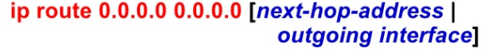 ip route 0.0.0.0 0.0.0.0 [next-hop-address |
outgoing interface]